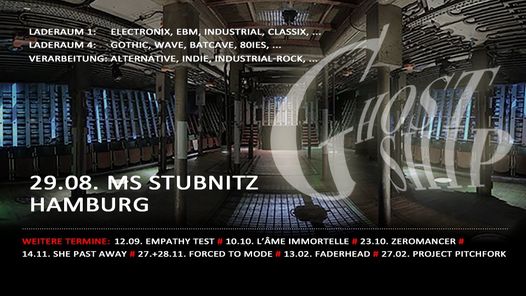 LADERAUM 1: ELECTRONIX, EBM, INDUSTRIAL, CLASSIX, ...
LADERAUM 4: GOTHIC, WAVE, BATCAVE, 80IES, ...
VERARBEITUNG: ALTERNATIVE, INDIE, INDUSTRIAL-ROCK, ...
GHOST
SHIP
29.08. MS STUBNITZ
HAMBURG
WEITERE TERMINE: 12.09. EMPATHY TEST # 10.10. L'ÂME IMMORTELLE # 23.10. ZEROMANCER #
14.11. SHE PAST AWAY # 27.+28.11. FORCED TO MODE # 13.02. FADERHEAD # 27.02. PROJECT PITCHFORK